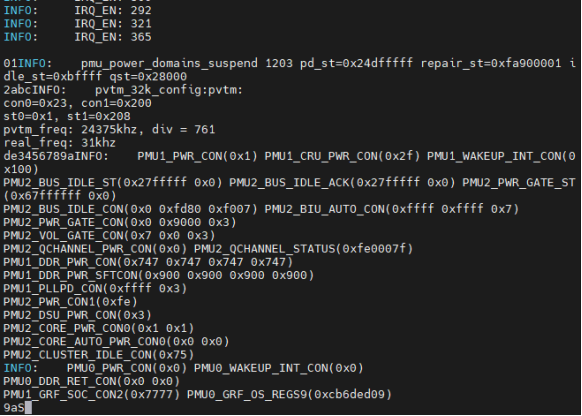 INFO:     IRQ_EN: 292
INFO:     IRQ_EN: 321
INFO:     IRQ_EN: 365
01INFO:    pmu_power_domains_suspend 1203 pd_st=0x24dfffff repair_st=0xfa900001 i
dle_st=0xbffff qst=0x28000
2abcINFO:    pvtm_32k_config:pvtm:
con0=0x23, con1=0x200
st0=0x1, st1=0x208
pvtm_freq: 24375khz, div = 761
real_freq: 31khz
de3456789aINFO:    PMU1_PWR_CON(0x1) PMU1_CRU_PWR_CON(0x2f) PMU1_WAKEUP_INT_CON(0
x100)
PMU2_BUS_IDLE_ST(0x27fffff 0x0) PMU2_BUS_IDLE_ACK(0x27fffff 0x0) PMU2_PWR_GATE_ST
(0x67ffffff 0x0)
PMU2_BUS_IDLE_CON(0x0 0xfd80 0xf007) PMU2_BIU_AUTO_CON(0xffff 0xffff 0x7)
PMU2_PWR_GATE_CON(0x0 0x9000 0x3)
PMU2_VOL_GATE_CON(0x7 0x0 0x3)
PMU2_QCHANNEL_PWR_CON(0x0) PMU2_QCHANNEL_STATUS(0xfe0007f)
PMU1_DDR_PWR_CON(0x747 0x747 0x747 0x747)
PMU1_DDR_PWR_SFTCON(0x900 0x900 0x900 0x900)
PMU1_PLLPD_CON(0xffff 0x3)
PMU2_PWR_CON1(0xfe)
PMU2_DSU_PWR_CON(0x3)
PMU2_CORE_PWR_CON0(0x1 0x1)
PMU2_CORE_AUTO_PWR_CON0(0x0 0x0)
PMU2_CLUSTER_IDLE_CON(0x75)
INFO:    PMU0_PWR_CON(0x0) PMU0_WAKEUP_INT_CON(0x0)
PMU0_DDR_RET_CON(0x0 0x0)
PMU1_GRF_SOC_CON2(0x7777) PMU0_GRF_OS_REGS9(0xcb6ded09)
9aS